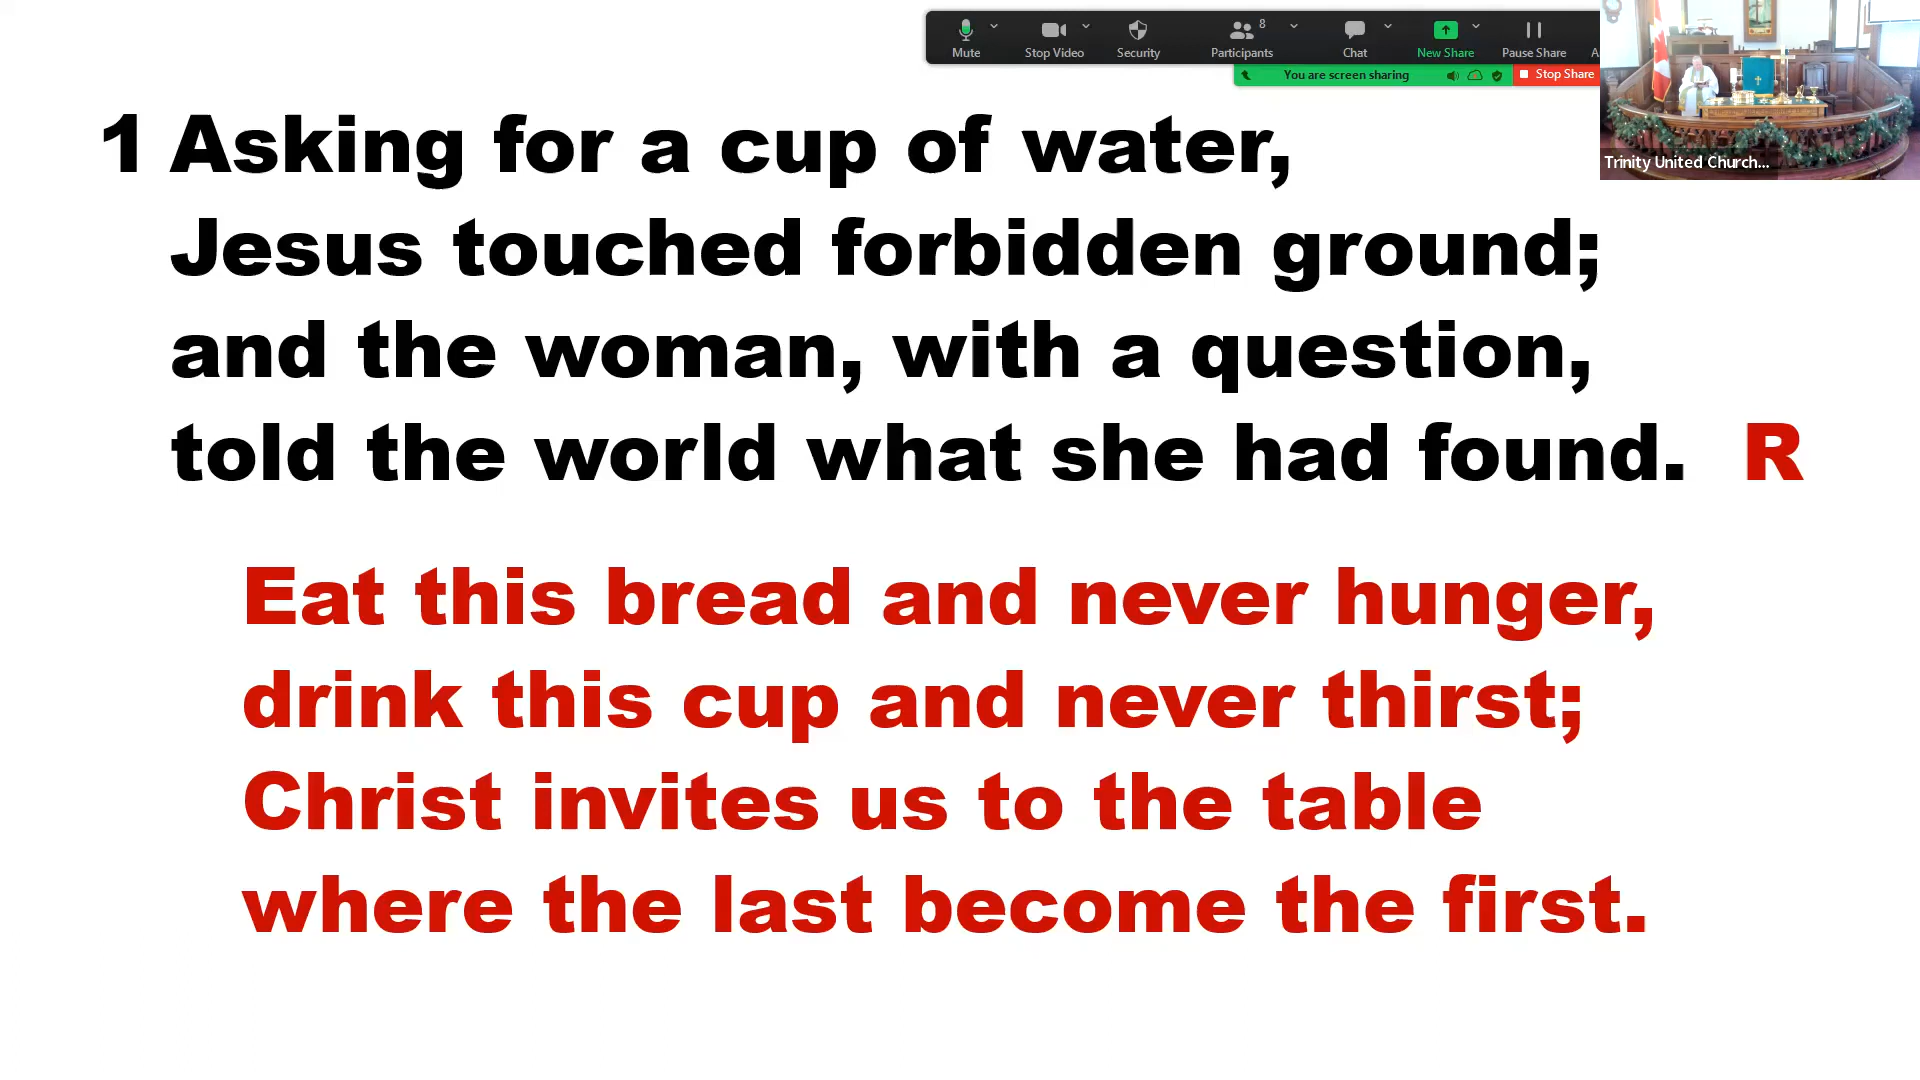 Mute
Stop Video
Security
8
Participants
Chat
New Share
Pause Share
You are screen sharing
Stop Share
Trinity United Church...
1 Asking for a cup of water,
Jesus touched forbidden ground;
and the woman, with a question,
told the world what she had found. R
Eat this bread and never hunger,
drink this cup and never thirst;
Christ invites us to the table
where the last become the first.